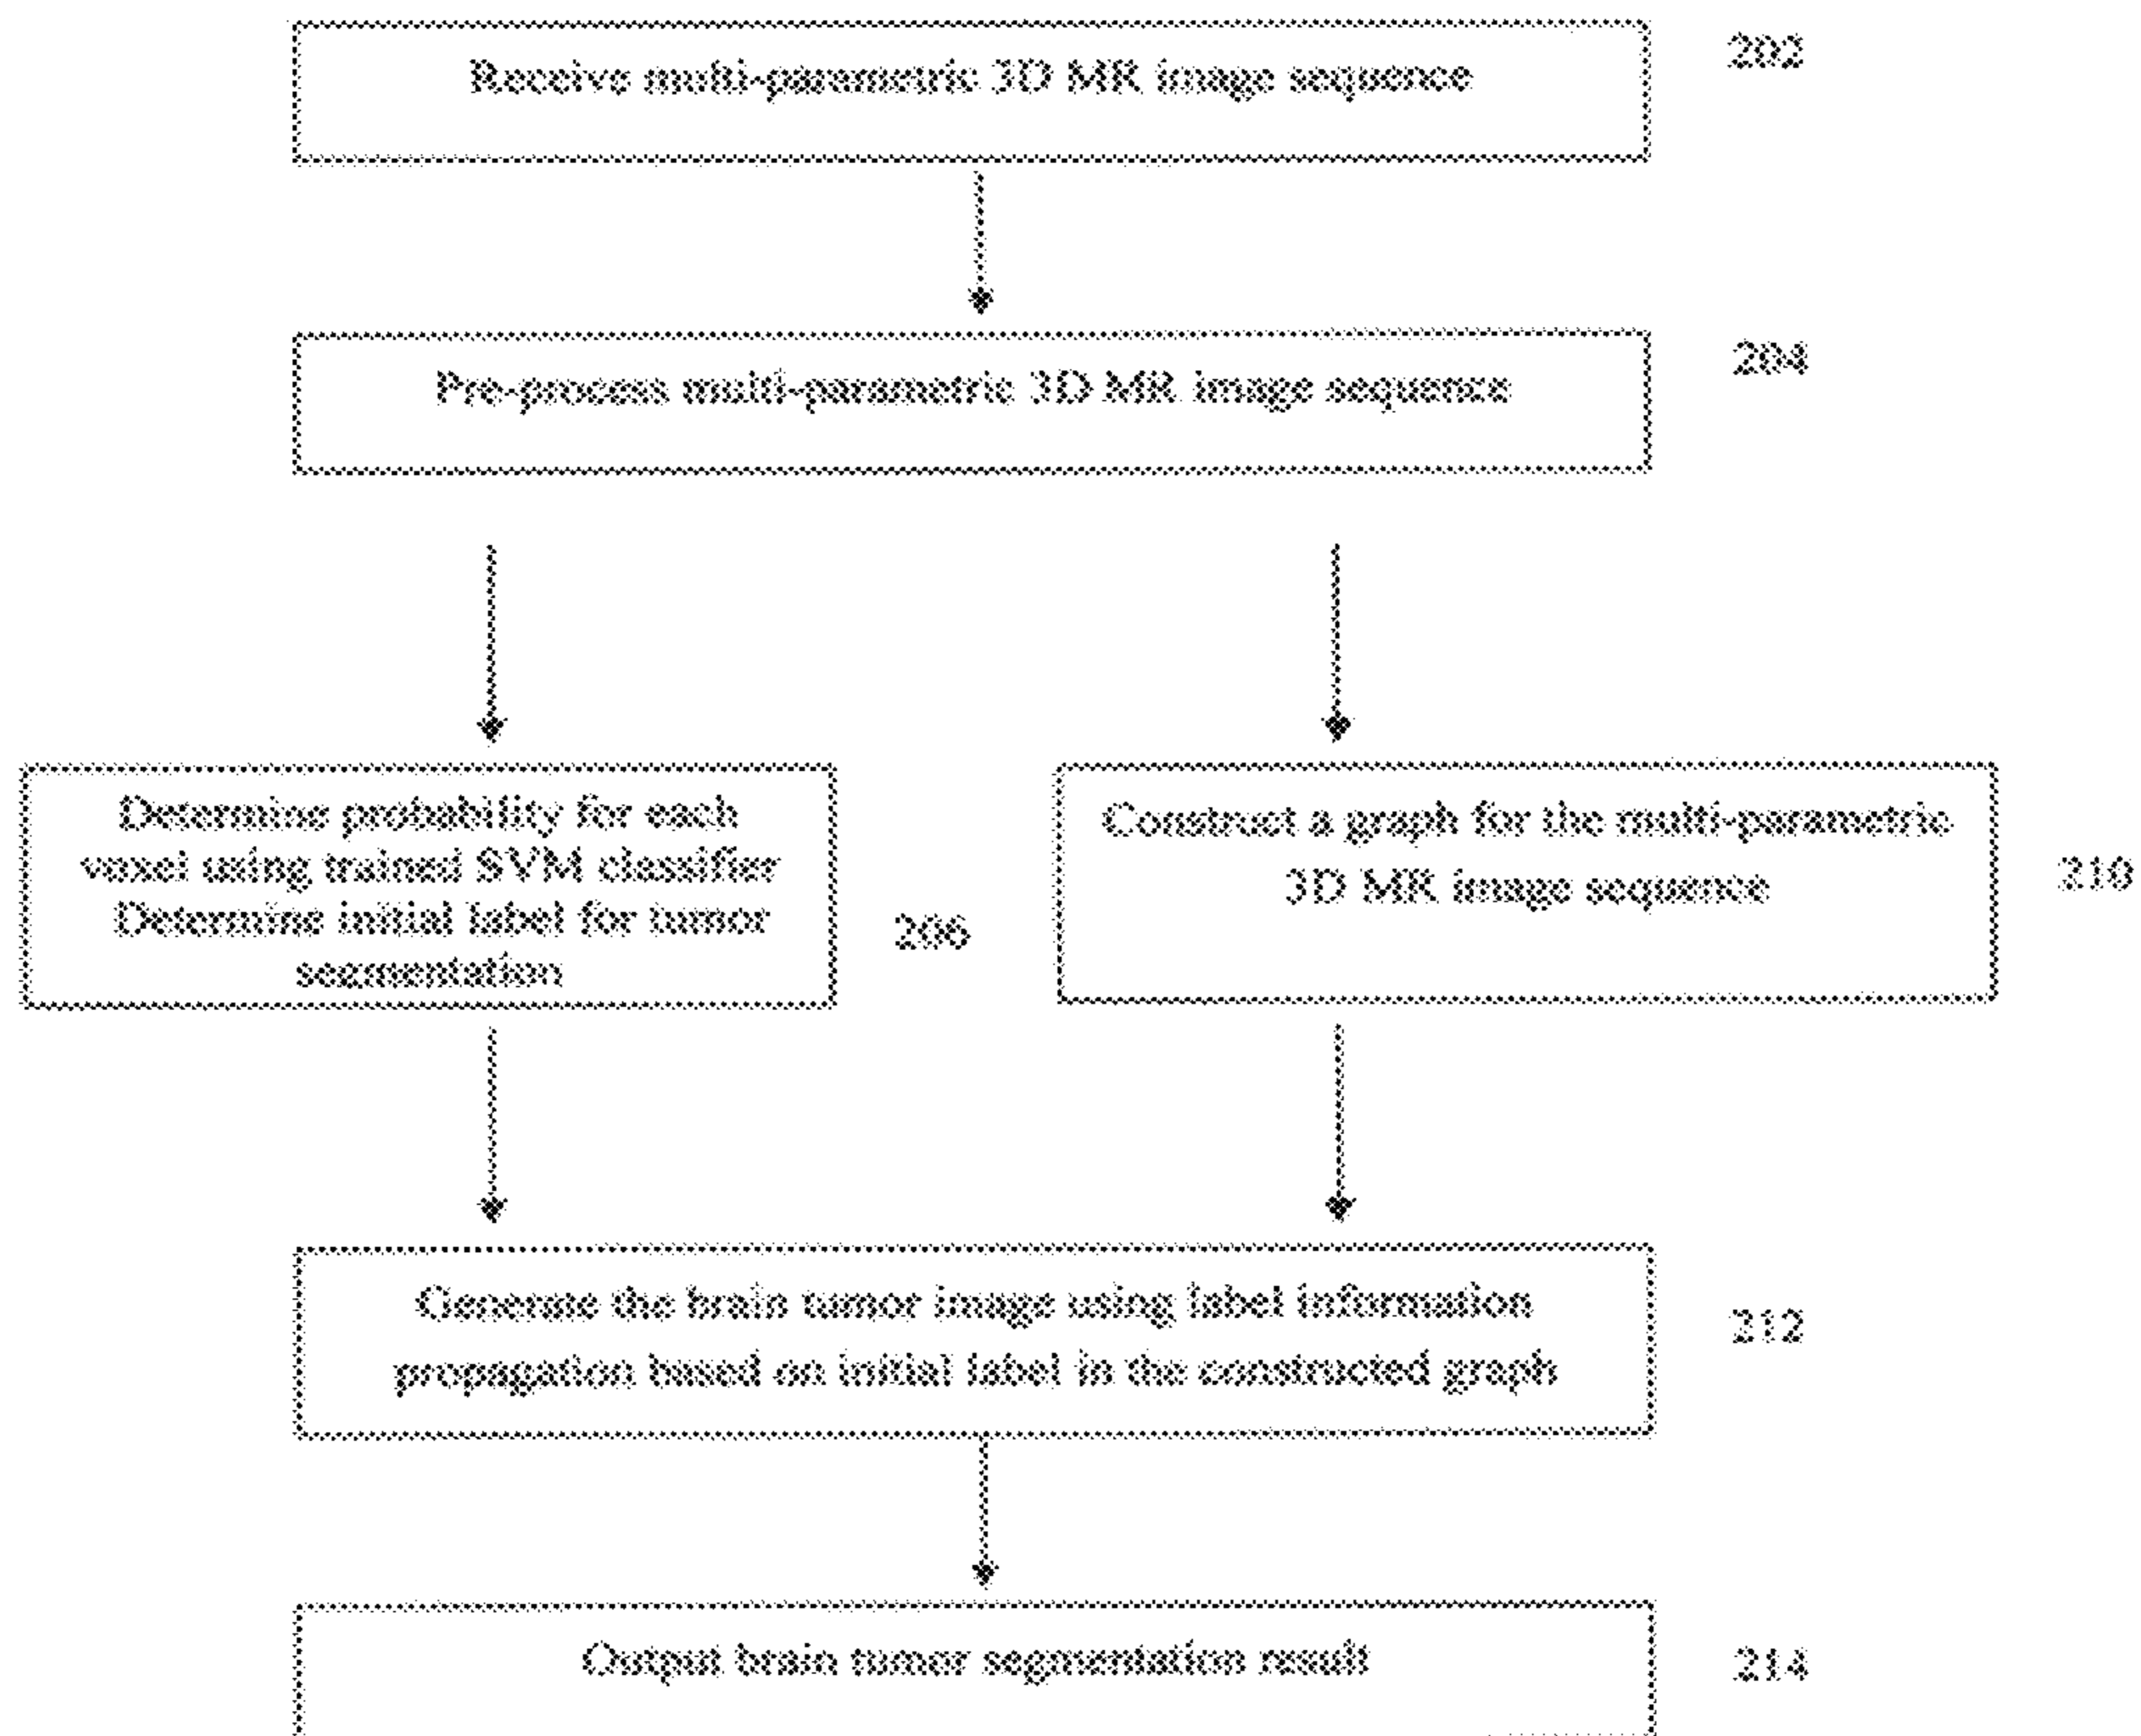 Receive multi-parametric 3D MR image sequence
202
Pre-process multi-parametric 3D MR image sequence
204
Determine probability for each
voxel using trained SVM classifier
Determine initial label for tumor
segmentation
206
Construct a graph for the multi-parametric
3D MR image sequence
210
Generate the brain tumor image using label information
propagation based on initial label in the constructed graph
212
Output brain tumor segmentation result
214